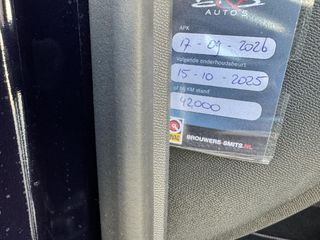 AUTO'S
APK
17-09-2026
Volgende onderhoudsbeurt
15-10-2025
of bij KM stand
42000
BROUWERS-SMITS.NL